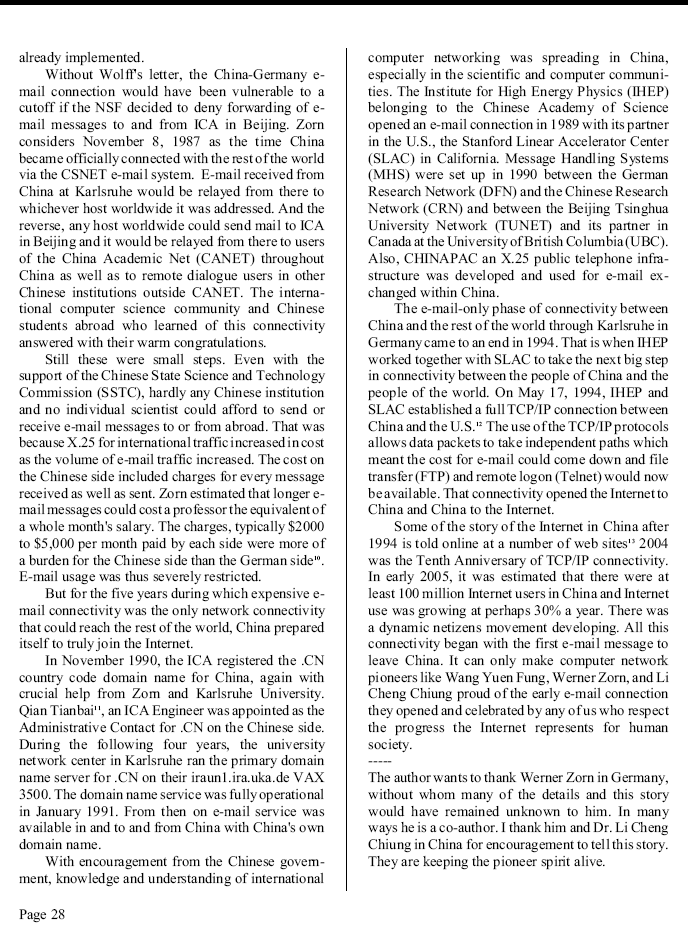 already implemented.
Without Wolff's letter, the China-Germany e-
mail connection would have been vulnerable to a
cutoff if the NSF decided to deny forwarding of e-
mail messages to and from ICA in Beijing. Zorn
considers November 8, 1987 as the time China
became officially connected with the rest of the world
via the CSNET e-mail system. E-mail received from
China at Karlsruhe would be relayed from there to
whichever host worldwide it was addressed. And the
reverse, any host worldwide could send mail to ICA
in Beijing and it would be relayed from there to users
of the China Academic Net (CANET) throughout
China as well as to remote dialogue users in other
Chinese institutions outside CANET. The interna-
tional computer science community and Chinese
students abroad who learned of this connectivity
answered with their warm congratulations.
Still these were small steps. Even with the
support of the Chinese State Science and Technology
Commission (SSTC), hardly any Chinese institution
and no individual scientist could afford to send or
receive e-mail messages to or from abroad. That was
because X.25 for international traffic increased in cost
as the volume of e-mail traffic increased. The cost on
the Chinese side included charges for every message
received as well as sent. Zorn estimated that longer e-
mail messages could cost a professor the equivalent of
a whole month's salary. The charges, typically $2000
to $5,000 per month paid by each side were more of
a burden for the Chinese side than the German side¹⁰.
E-mail usage was thus severely restricted.
But for the five years during which expensive e-
mail connectivity was the only network connectivity
that could reach the rest of the world, China prepared
itself to truly join the Internet.
In November 1990, the ICA registered the .CN
country code domain name for China, again with
crucial help from Zorn and Karlsruhe University.
Qian Tianbai¹¹, an ICA Engineer was appointed as the
Administrative Contact for .CN on the Chinese side.
During the following four years, the university
network center in Karlsruhe ran the primary domain
name server for .CN on their iraun1.ira.uka.de VAX
3500. The domain name service was fully operational
in January 1991. From then on e-mail service was
available in and to and from China with China's own
domain name.
With encouragement from the Chinese govern-
ment, knowledge and understanding of international
computer networking was spreading in China,
especially in the scientific and computer communi-
ties. The Institute for High Energy Physics (IHEP)
belonging to the Chinese Academy of Science
opened an e-mail connection in 1989 with its partner
in the U.S., the Stanford Linear Accelerator Center
(SLAC) in California. Message Handling Systems
(MHS) were set up in 1990 between the German
Research Network (DFN) and the Chinese Research
Network (CRN) and between the Beijing Tsinghua
University Network (TUNET) and its partner in
Canada at the University of British Columbia (UBC).
Also, CHINAPAC an X.25 public telephone infra-
structure was developed and used for e-mail ex-
changed within China.
The e-mail-only phase of connectivity between
China and the rest of the world through Karlsruhe in
Germany came to an end in 1994. That is when IHEP
worked together with SLAC to take the next big step
in connectivity between the people of China and the
people of the world. On May 17, 1994, IHEP and
SLAC established a full TCP/IP connection between
China and the U.S.¹² The use of the TCP/IP protocols
allows data packets to take independent paths which
meant the cost for e-mail could come down and file
transfer (FTP) and remote logon (Telnet) would now
be available. That connectivity opened the Internet to
China and China to the Internet.
Some of the story of the Internet in China after
1994 is told online at a number of web sites¹³ 2004
was the Tenth Anniversary of TCP/IP connectivity.
In early 2005, it was estimated that there were at
least 100 million Internet users in China and Internet
use was growing at perhaps 30% a year. There was
a dynamic netizens movement developing. All this
connectivity began with the first e-mail message to
leave China. It can only make computer network
pioneers like Wang Yuen Fung, Werner Zorn, and Li
Cheng Chiung proud of the early e-mail connection
they opened and celebrated by any of us who respect
the progress the Internet represents for human
society.
-----
The author wants to thank Werner Zorn in Germany,
without whom many of the details and this story
would have remained unknown to him. In many
ways he is a co-author. I thank him and Dr. Li Cheng
Chiung in China for encouragement to tell this story.
They are keeping the pioneer spirit alive.
Page 28